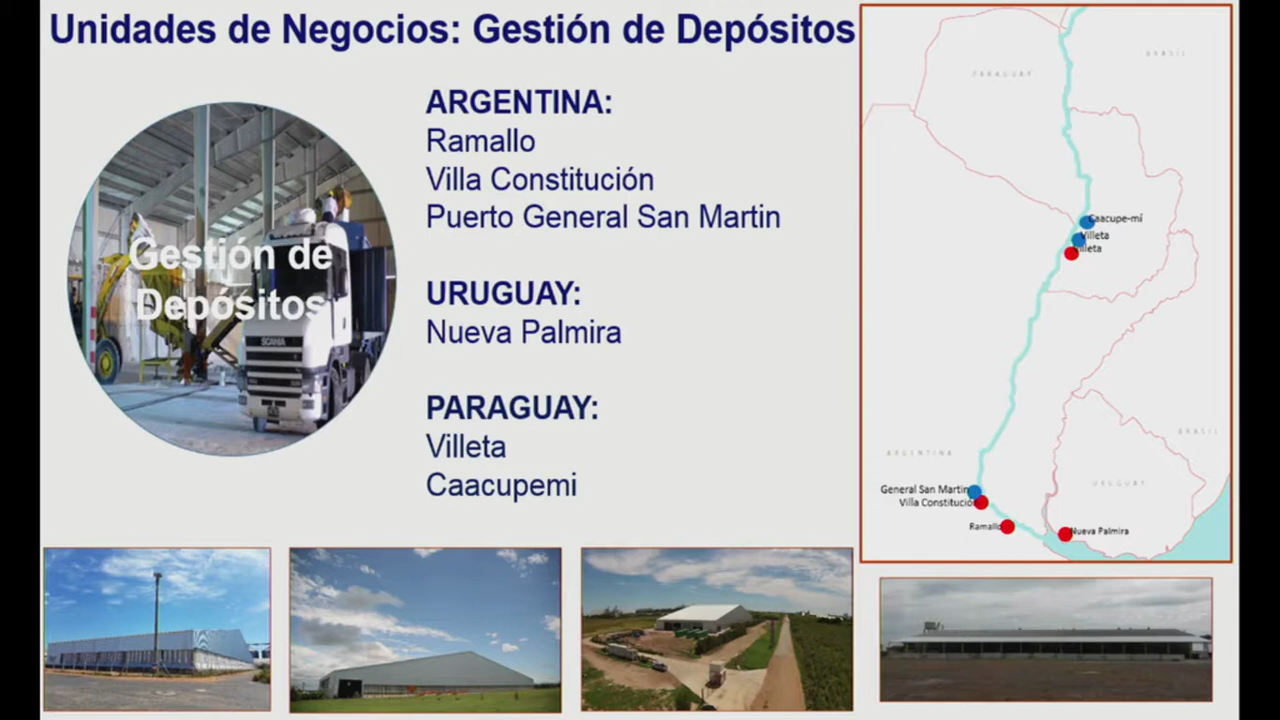 Unidades de Negocios: Gestión de Depósitos
Gestión de
Depósitos
SCANIA
ARGENTINA:
Ramallo
Villa Constitución
Puerto General San Martin
URUGUAY:
Nueva Palmira
PARAGUAY:
Villeta
Caacupemi
PARAGUAY
BRASIL
Caacupe-mí
Villeta
illeta
BRASIL
ARGENTINA
URUGUAY
General San Martin
Villa Constitució
Ramallo
Nueva Palmira